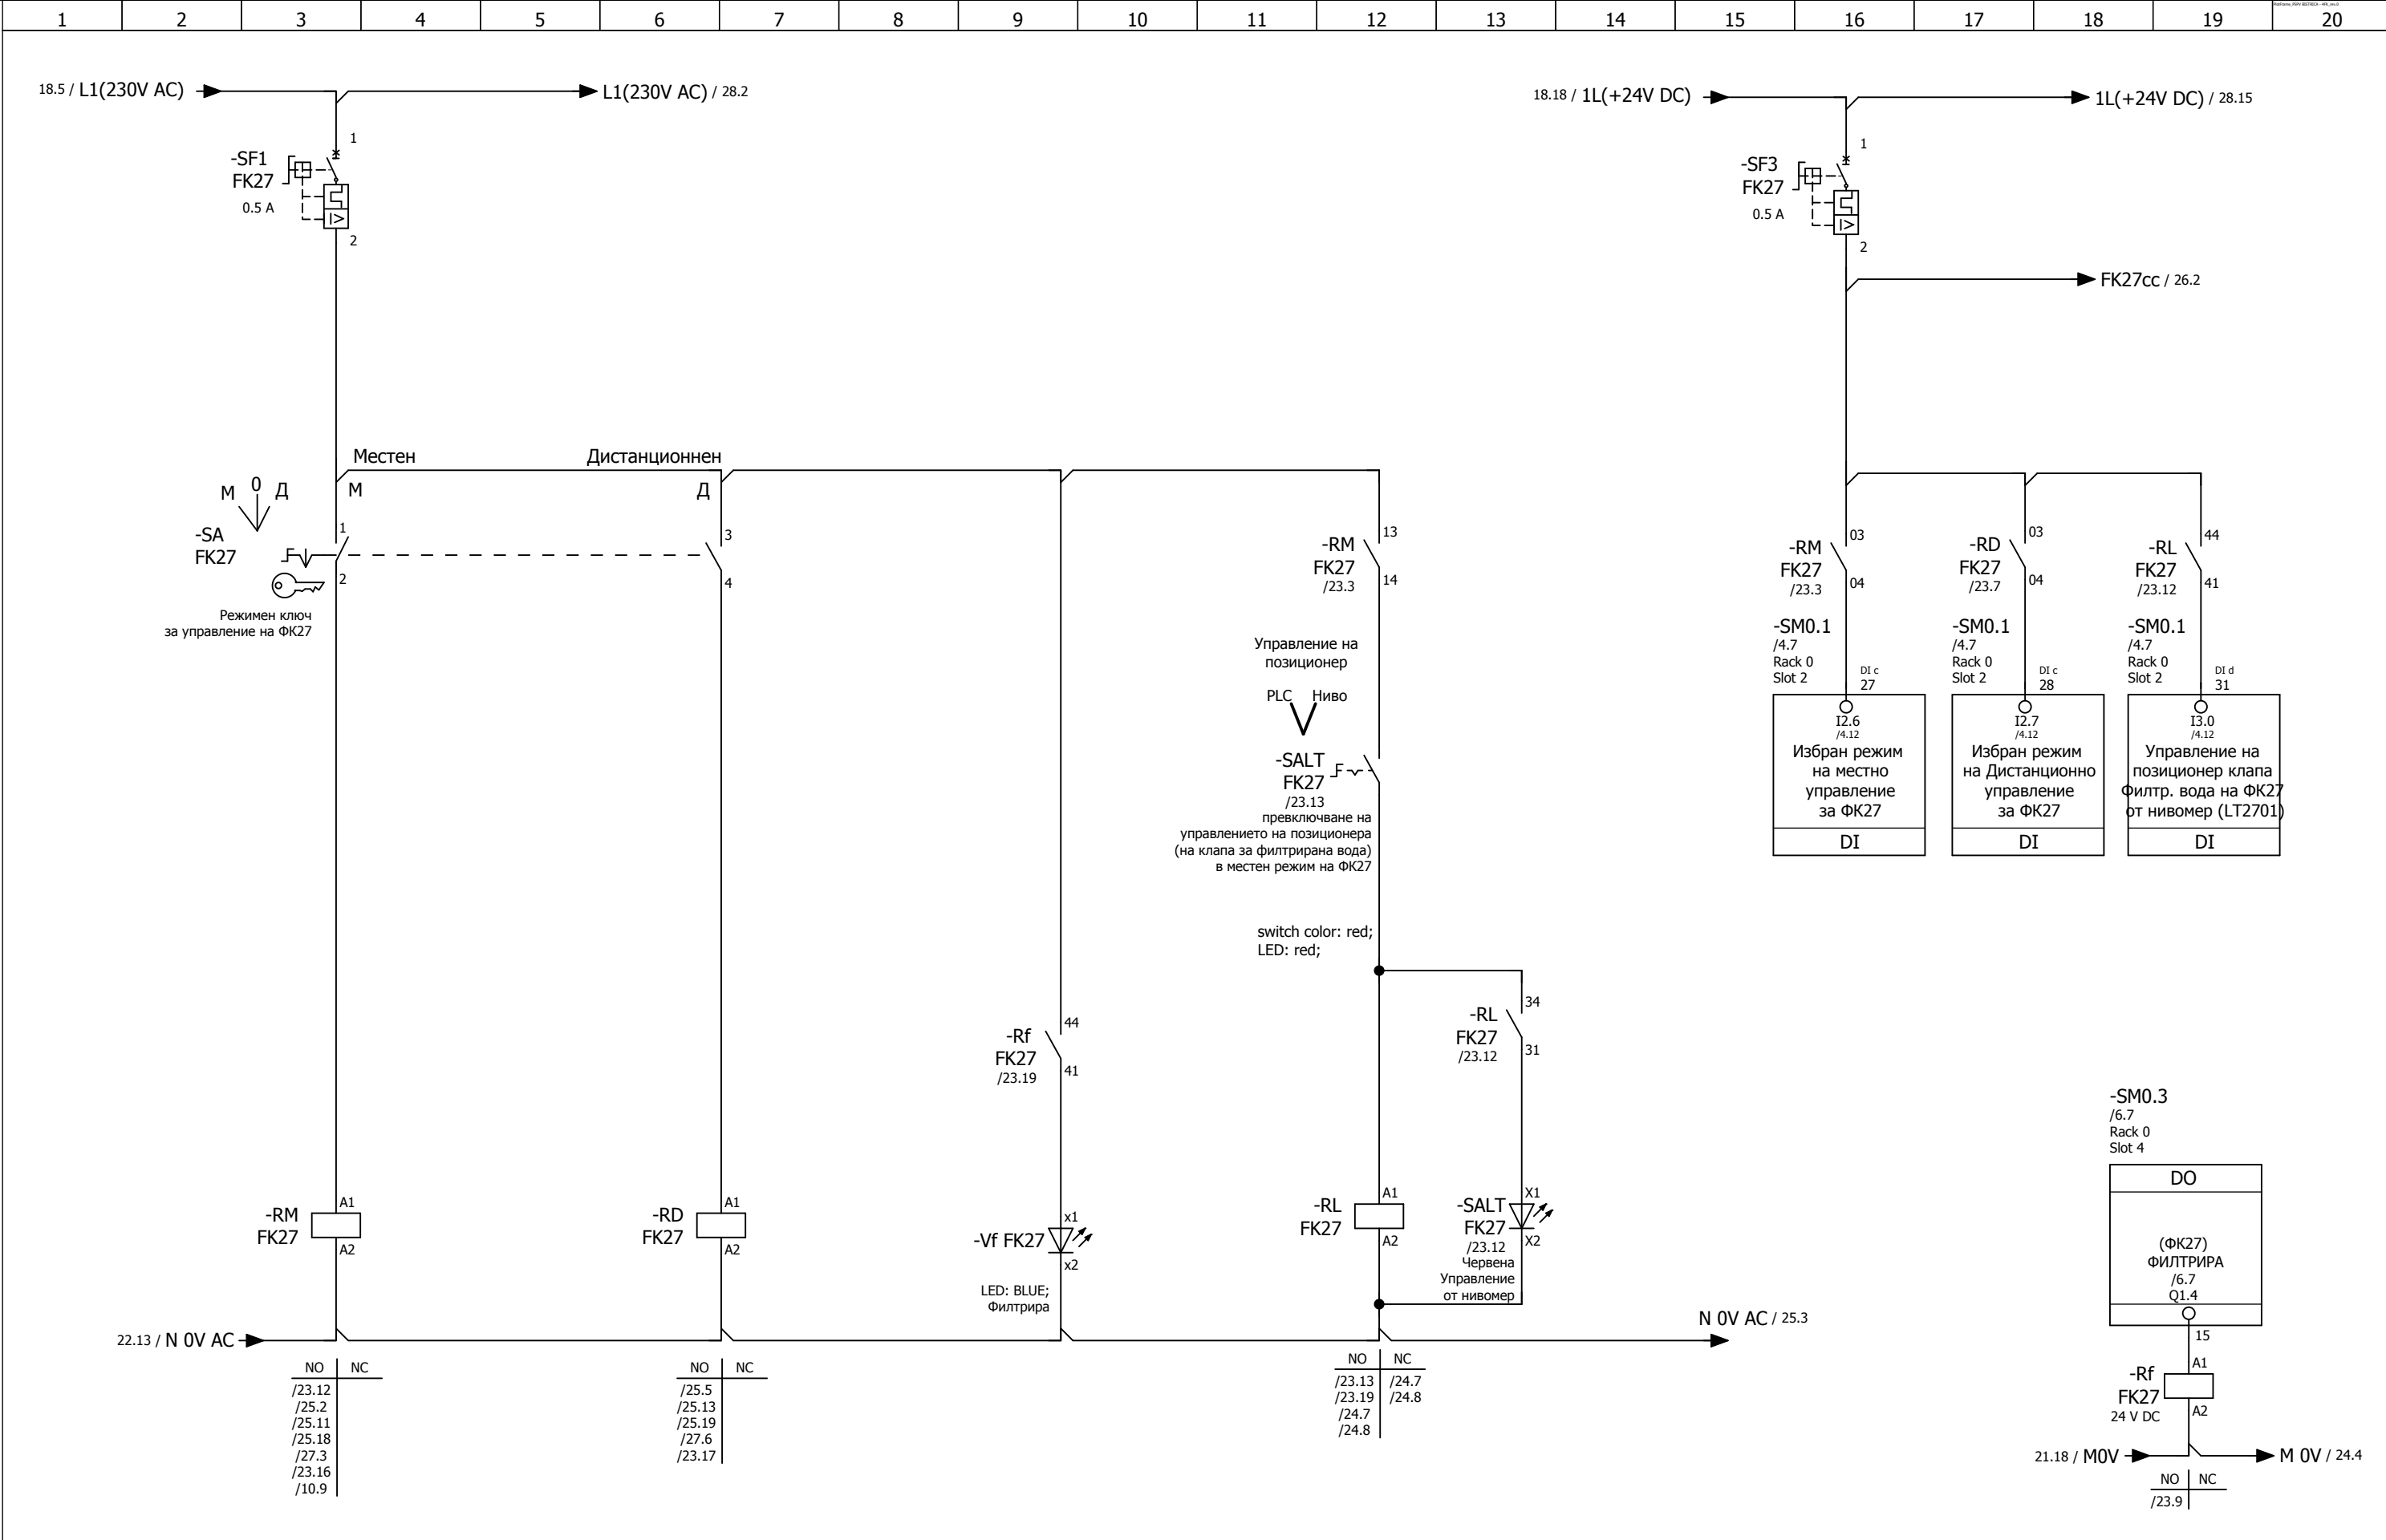 1 2 3 4 5 6 7 8 9 10 11 12 13 14 15 16 17 18 19 20
18.5 / L1(230V AC)
L1(230V AC) / 28.2
18.18 / 1L(+24V DC)
1L(+24V DC) / 28.15
1
-SF1
FK27
0.5 A
I>
2
1
-SF3
FK27
0.5 A
I>
2
FK27cc / 26.2
Местен
Дистанционнен
М 0 Д
М
Д
-SA
FK27
1
2
3
4
Режимен ключ
за управление на ФК27
-RM
FK27
/23.3
13
14
Управление на
позиционер
PLC Ниво
-SALT
FK27
/23.13
превключване на
управлението на позиционера
(на клапа за филтрирана вода)
в местен режим на ФК27
switch color: red;
LED: red;
-RM
FK27
/23.3
03
04
-RD
FK27
/23.7
03
04
-RL
FK27
/23.12
44
41
-SM0.1
/4.7
Rack 0
Slot 2
DI c
27
I2.6
/4.12
Избран режим
на местно
управление
за ФК27
DI
-SM0.1
/4.7
Rack 0
Slot 2
DI c
28
I2.7
/4.12
Избран режим
на Дистанционно
управление
за ФК27
DI
-SM0.1
/4.7
Rack 0
Slot 2
DI d
31
I3.0
/4.12
Управление на
позиционер клапа
Филтр. вода на ФК27
от нивомер (LT2701)
DI
-Rf
FK27
/23.19
44
41
-RL
FK27
/23.12
34
31
-RM
FK27
A1
A2
-RD
FK27
A1
A2
-Vf FK27
x1
x2
LED: BLUE;
Филтрира
-RL
FK27
A1
A2
-SALT
FK27
/23.12
X1
X2
Червена
Управление
от нивомер
-SM0.3
/6.7
Rack 0
Slot 4
DO
(ФК27)
ФИЛТРИРА
/6.7
Q1.4
15
-Rf
FK27
24 V DC
A1
A2
22.13 / N 0V AC
N 0V AC / 25.3
21.18 / M0V
M 0V / 24.4
NO NC
/23.12
/25.2
/25.11
/25.18
/27.3
/23.16
/10.9
NO NC
/25.5
/25.13
/25.19
/27.6
/23.17
NO NC
/23.13 /24.7
/23.19 /24.8
/24.7
/24.8
NO NC
/23.9